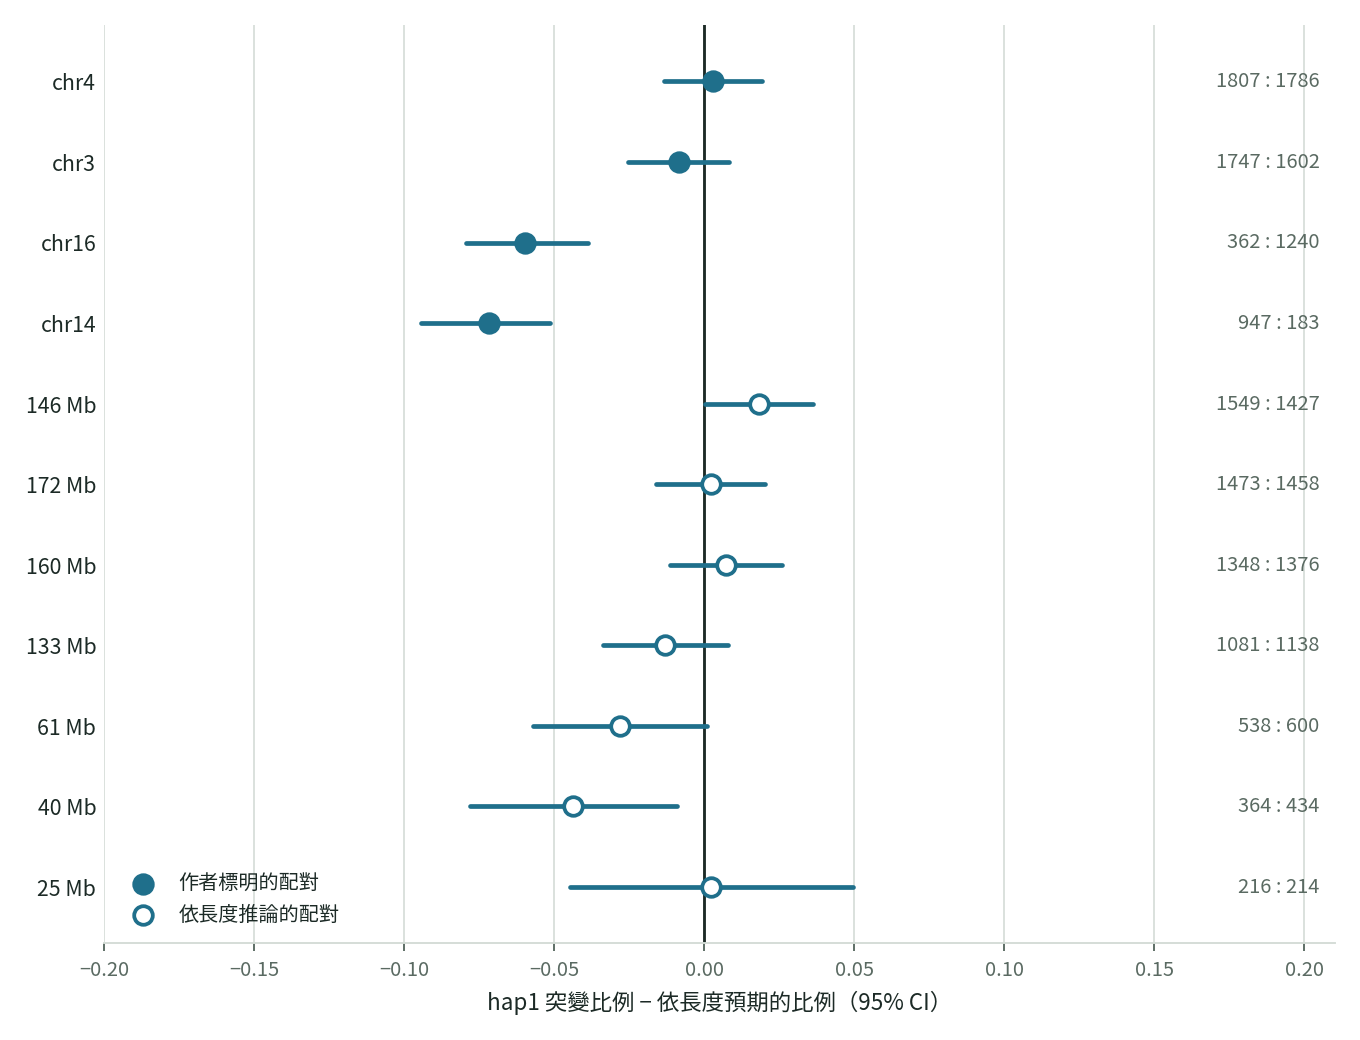 chr4 1807 : 1786
chr3 1747 : 1602
chr16 362 : 1240
chr14 947 : 183
146 Mb 1549 : 1427
172 Mb 1473 : 1458
160 Mb 1348 : 1376
133 Mb 1081 : 1138
61 Mb 538 : 600
40 Mb 364 : 434
25 Mb 216 : 214
作者標明的配對
依長度推論的配對
−0.20 −0.15 −0.10 −0.05 0.00 0.05 0.10 0.15 0.20
hap1 突變比例 − 依長度預期的比例（95% CI）